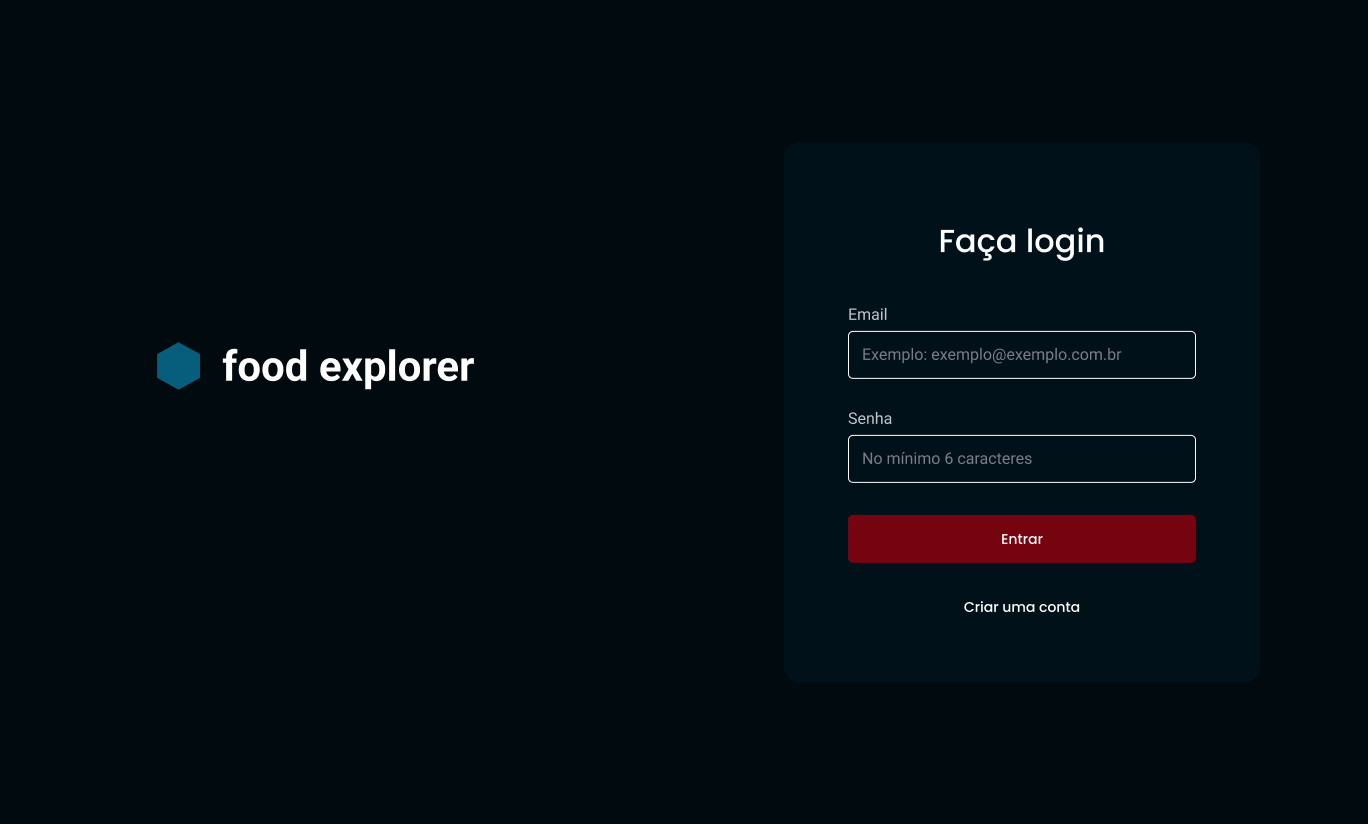 food explorer
Faça login
Email
Exemplo: exemplo@exemplo.com.br
Senha
No mínimo 6 caracteres
Entrar
Criar uma conta